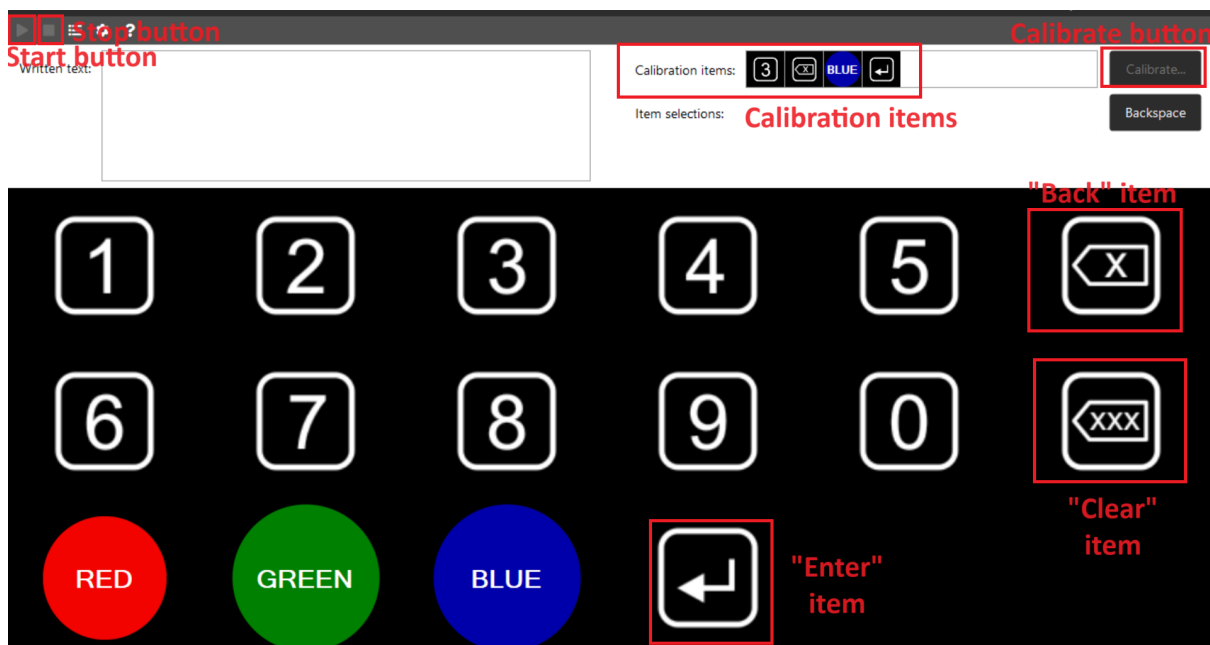 ? Stop button
Start button
Calibrate button
Written text:
Calibration items: 3 X BLUE
Calibrate...
Item selections:
Calibration items
Backspace
"Back" item
1 2 3 4 5 X
6 7 8 9 0 XXX
"Clear"
item
RED GREEN BLUE
"Enter"
item